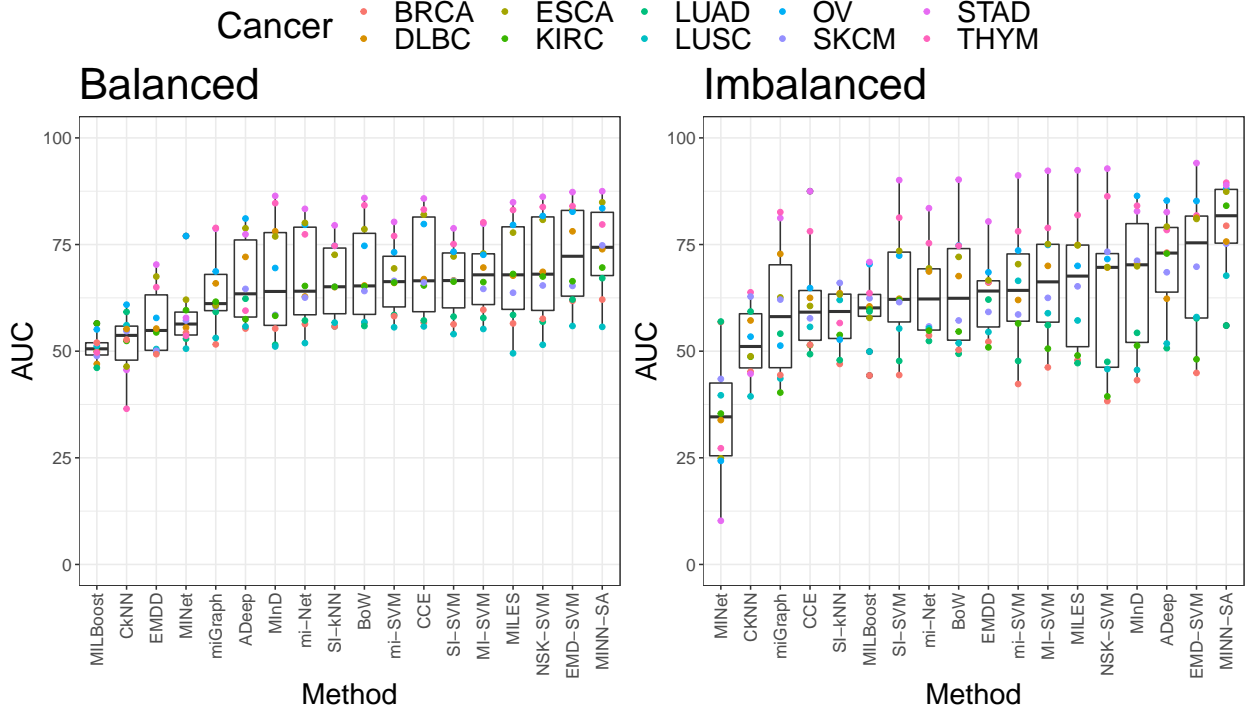 Cancer BRCA ESCA LUAD OV STAD
DLBC KIRC LUSC SKCM THYM
Balanced
100
75
50
25
0
AUC
MILBoost CkNN EMDD MINet miGraph ADeep MInD mi−Net SI−kNN BoW mi−SVM CCE SI−SVM MI−SVM MILES NSK−SVM EMD−SVM MINN−SA
Method
Imbalanced
100
75
50
25
0
AUC
MINet CKNN miGraph CCE SI−kNN MILBoost SI−SVM mi−Net BoW EMDD mi−SVM MI−SVM MILES NSK−SVM MInD ADeep EMD−SVM MINN−SA
Method